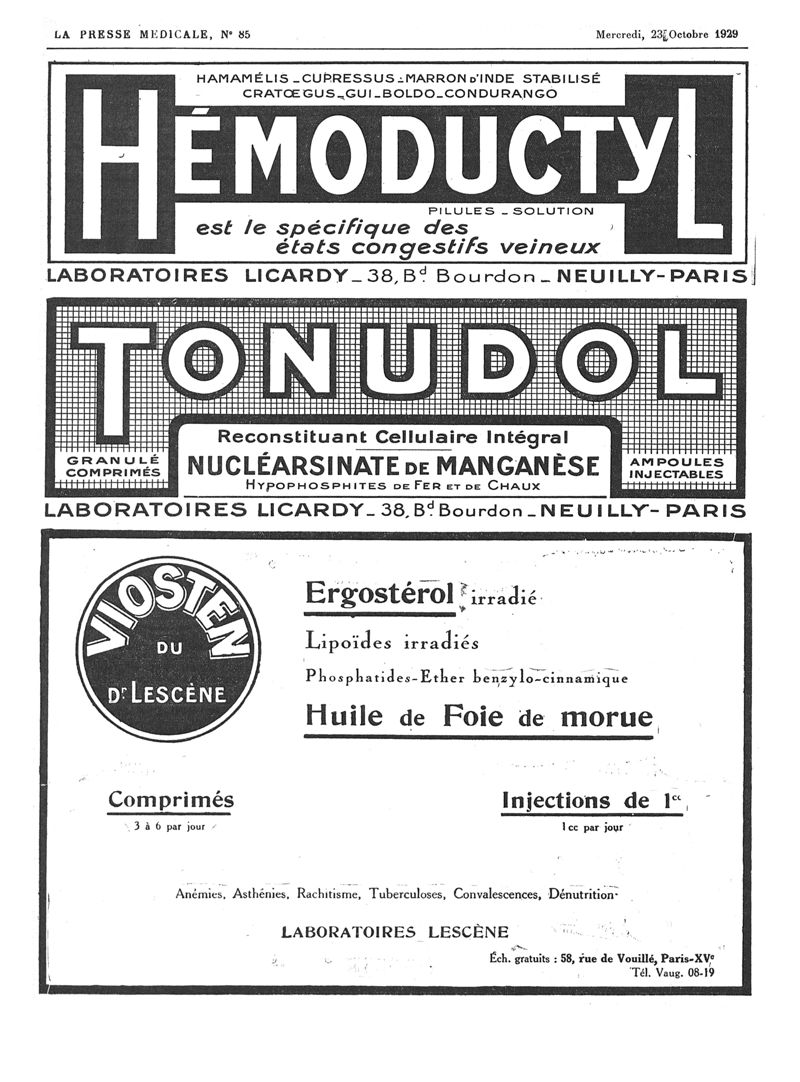 LA PRESSE MEDICALE, N° 85
Mercredi, 23 Octobre 1929
HAMAMÉLIS _ CUPRESSUS _ MARRON D'INDE STABILISÉ
CRATŒGUS _ GUI _ BOLDO _ CONDURANGO
HÉMODUCTYL
PILULES _ SOLUTION
est le spécifique des
états congestifs veineux
LABORATOIRES LICARDY _ 38, Bd Bourdon _ NEUILLY-PARIS
TONUDOL
Reconstituant Cellulaire Intégral
GRANULÉ
COMPRIMÉS
NUCLÉARSINATE DE MANGANÈSE
HYPOPHOSPHITES DE FER ET DE CHAUX
AMPOULES
INJECTABLES
LABORATOIRES LICARDY _ 38, Bd Bourdon _ NEUILLY-PARIS
VIOSTEN
DU
Dr LESCÈNE
Ergostérol irradié
Lipoïdes irradiés
Phosphatides-Ether benzylo-cinnamique
Huile de Foie de morue
Comprimés
3 à 6 par jour
Injections de 1cc
1 cc par jour
Anémies, Asthénies, Rachitisme, Tuberculoses, Convalescences, Dénutrition
LABORATOIRES LESCÈNE
Éch. gratuits : 58, rue de Vouillé, Paris-XVe
Tél. Vaug. 08-19